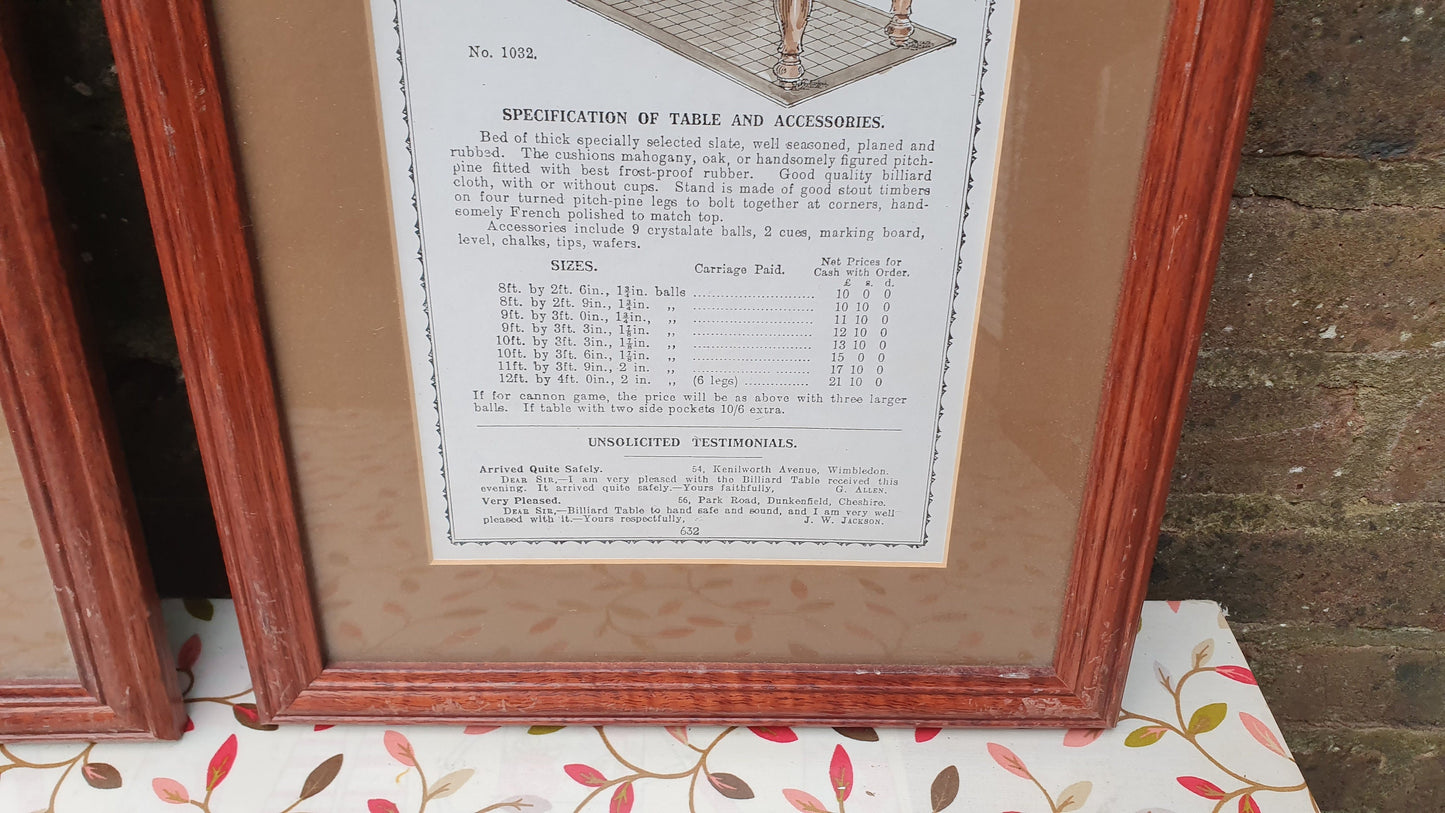 No. 1032.
SPECIFICATION OF TABLE AND ACCESSORIES.
Bed of thick specially selected slate, well seasoned, planed and
rubbed. The cushions mahogany, oak, or handsomely figured pitch-
pine fitted with best frost-proof rubber. Good quality billiard
cloth, with or without cups. Stand is made of good stout timbers
on four turned pitch-pine legs to bolt together at corners, hand-
somely French polished to match top.
Accessories include 9 crystalate balls, 2 cues, marking board,
level, chalks, tips, wafers.
SIZES. Carriage Paid. Net Prices for
Cash with Order.
£ s. d.
8ft. by 2ft. 6in., 1¾in. balls ........................... 10 0 0
8ft. by 2ft. 9in., 1¾in. ,, ........................... 10 10 0
9ft. by 3ft. 0in., 1¾in., ,, ........................... 11 10 0
9ft. by 3ft. 3in., 1⅞in. ,, ........................... 12 10 0
10ft. by 3ft. 3in., 1⅞in. ,, ........................... 13 10 0
10ft. by 3ft. 6in., 1⅞in. ,, ........................... 15 0 0
11ft. by 3ft. 9in., 2 in. ,, ........................... 17 10 0
12ft. by 4ft. 0in., 2 in. ,, (6 legs) ............... 21 10 0
If for cannon game, the price will be as above with three larger
balls. If table with two side pockets 10/6 extra.
UNSOLICITED TESTIMONIALS.
Arrived Quite Safely. 54, Kenilworth Avenue, Wimbledon.
DEAR SIR,—I am very pleased with the Billiard Table received this
evening. It arrived quite safely.—Yours faithfully, G. ALLEN.
Very Pleased. 56, Park Road, Dunkenfield, Cheshire.
DEAR SIR,—Billiard Table to hand safe and sound, and I am very well
pleased with it.—Yours respectfully, J. W. JACKSON.
632